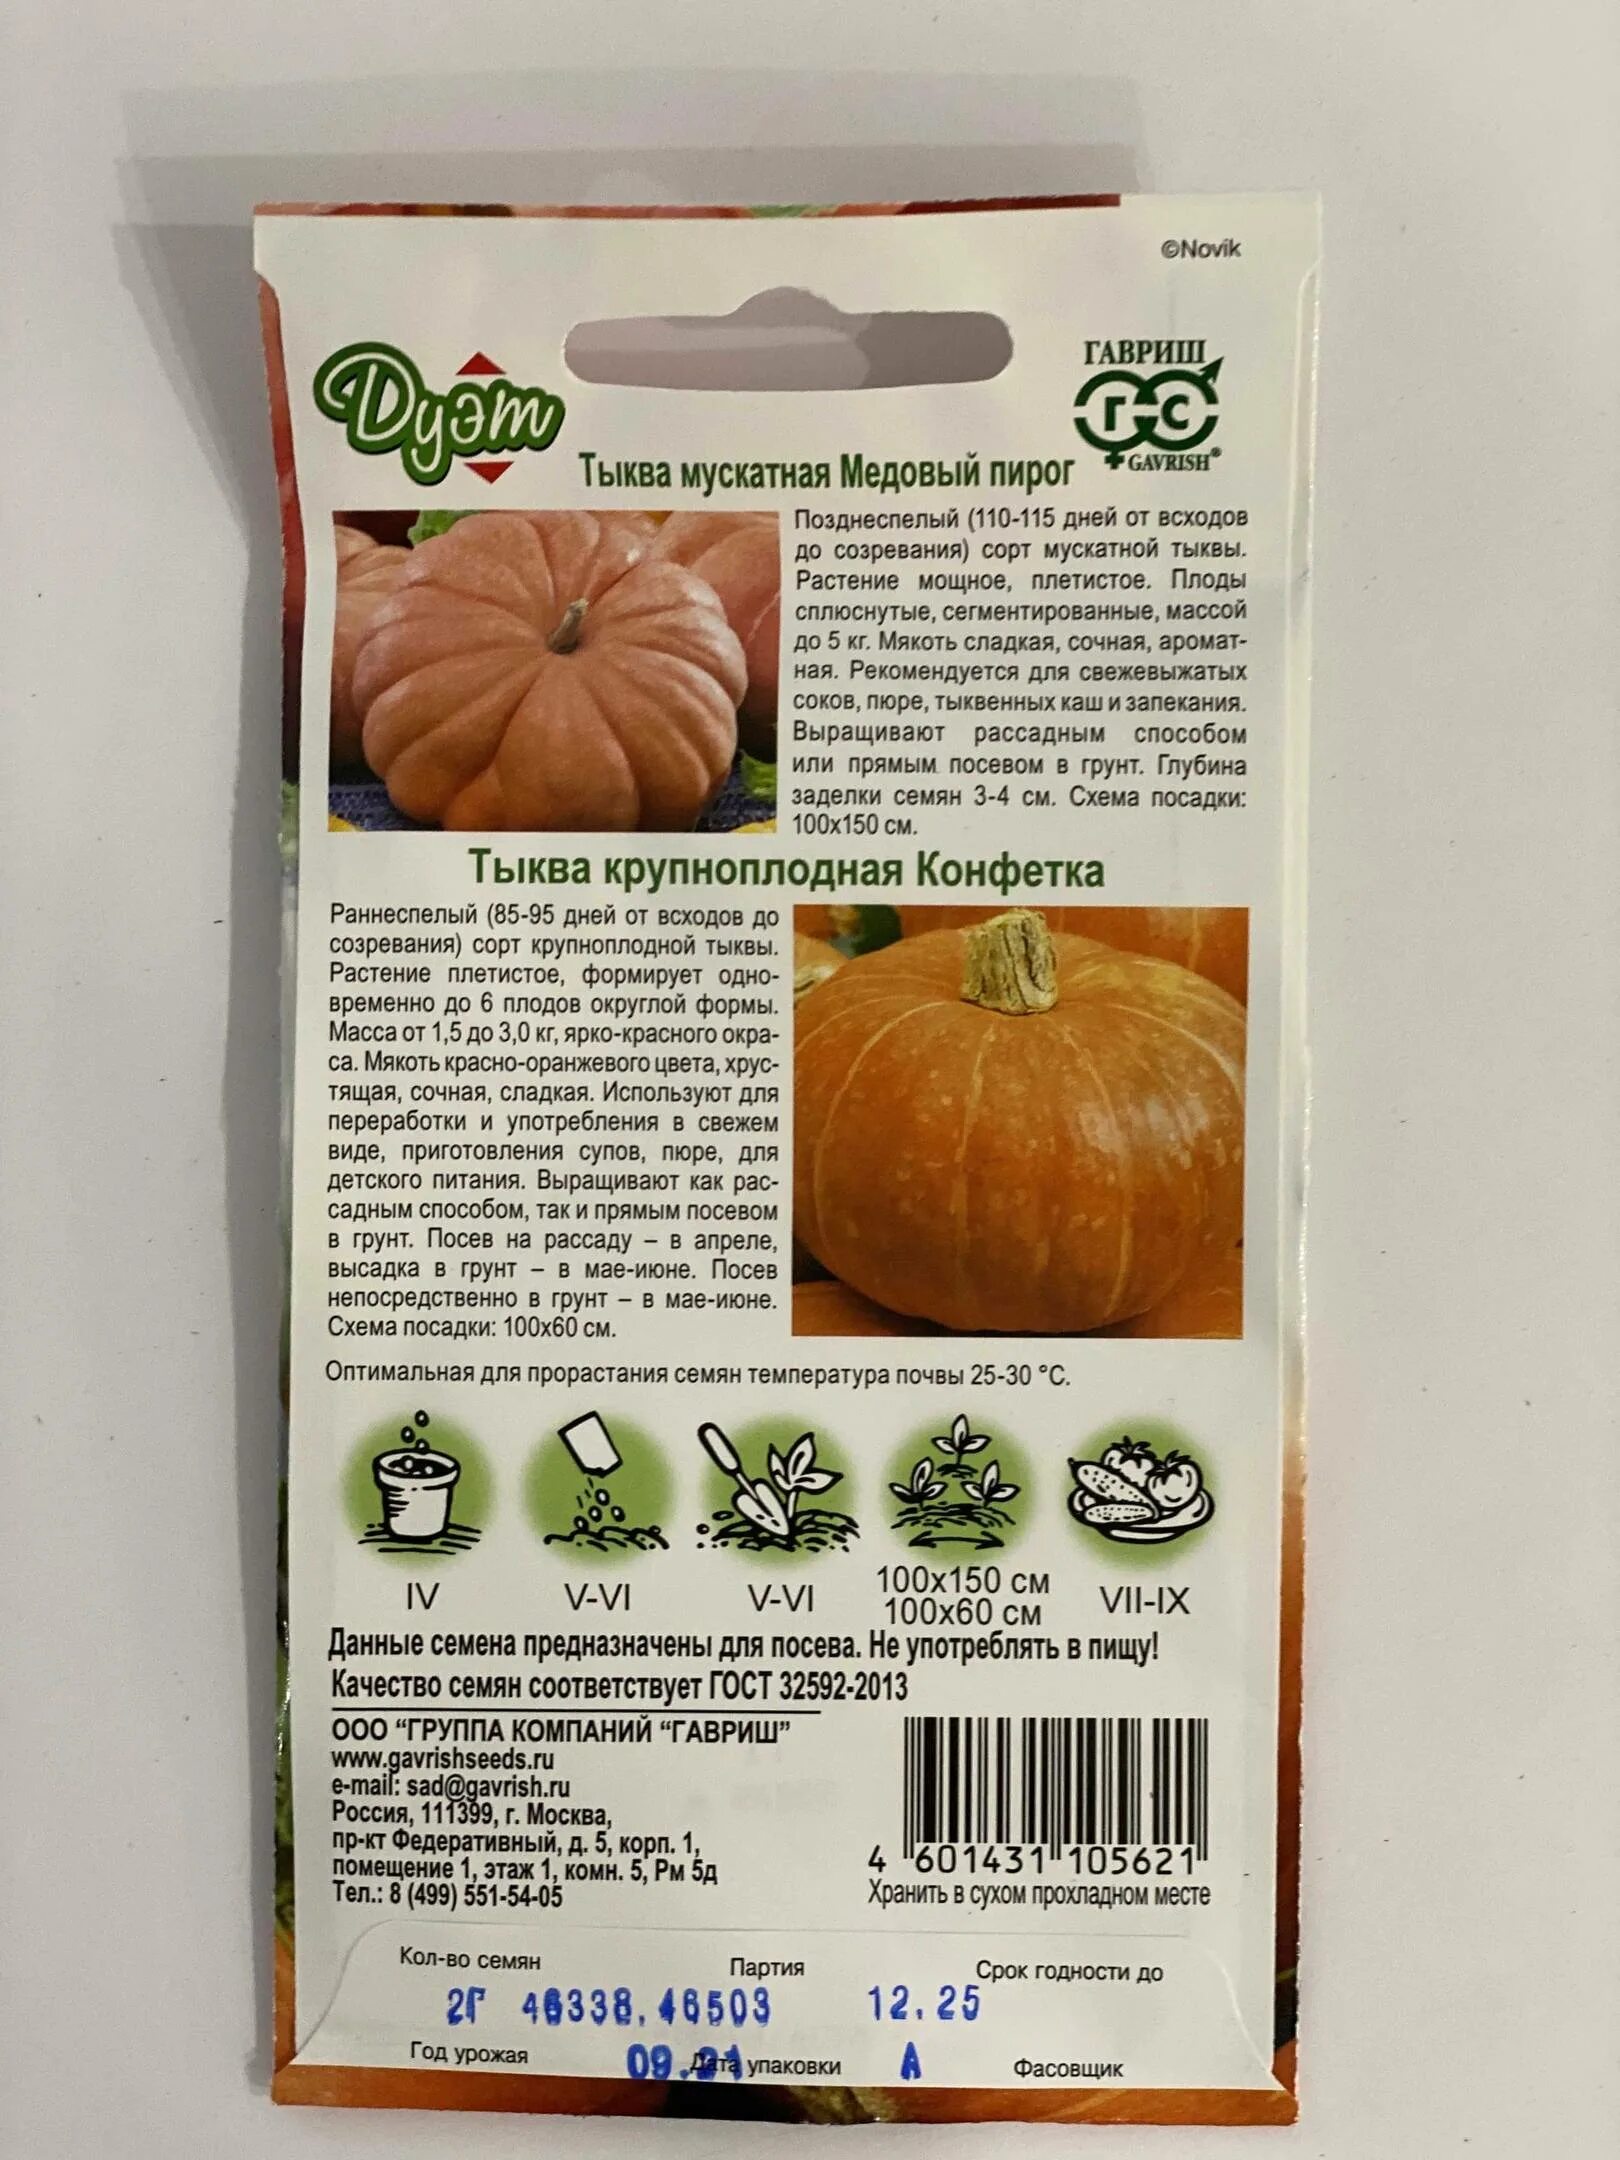 ©Novik
Дуэт
ГАВРИШ
Г С
GAVRISH®
Тыква мускатная Медовый пирог
Позднеспелый (110-115 дней от всходов
до созревания) сорт мускатной тыквы.
Растение мощное, плетистое. Плоды
сплюснутые, сегментированные, массой
до 5 кг. Мякоть сладкая, сочная, аромат-
ная. Рекомендуется для свежевыжатых
соков, пюре, тыквенных каш и запекания.
Выращивают рассадным способом
или прямым посевом в грунт. Глубина
заделки семян 3-4 см. Схема посадки:
100х150 см.
Тыква крупноплодная Конфетка
Раннеспелый (85-95 дней от всходов до
созревания) сорт крупноплодной тыквы.
Растение плетистое, формирует одно-
временно до 6 плодов округлой формы.
Масса от 1,5 до 3,0 кг, ярко-красного окра-
са. Мякоть красно-оранжевого цвета, хрус-
тящая, сочная, сладкая. Используют для
переработки и употребления в свежем
виде, приготовления супов, пюре, для
детского питания. Выращивают как рас-
садным способом, так и прямым посевом
в грунт. Посев на рассаду – в апреле,
высадка в грунт – в мае-июне. Посев
непосредственно в грунт – в мае-июне.
Схема посадки: 100х60 см.
Оптимальная для прорастания семян температура почвы 25-30 °С.
IV
V-VI
V-VI
100х150 см
100х60 см
VII-IX
Данные семена предназначены для посева. Не употреблять в пищу!
Качество семян соответствует ГОСТ 32592-2013
ООО “ГРУППА КОМПАНИЙ “ГАВРИШ”
www.gavrishseeds.ru
e-mail: sad@gavrish.ru
Россия, 111399, г. Москва,
пр-кт Федеративный, д. 5, корп. 1,
помещение 1, этаж 1, комн. 5, Рм 5д
Тел.: 8 (499) 551-54-05
4 601431 105621
Хранить в сухом прохладном месте
Кол-во семян
Партия
Срок годности до
2Г 46338.46503 12.25
Год урожая
09.21
Дата упаковки
А
Фасовщик